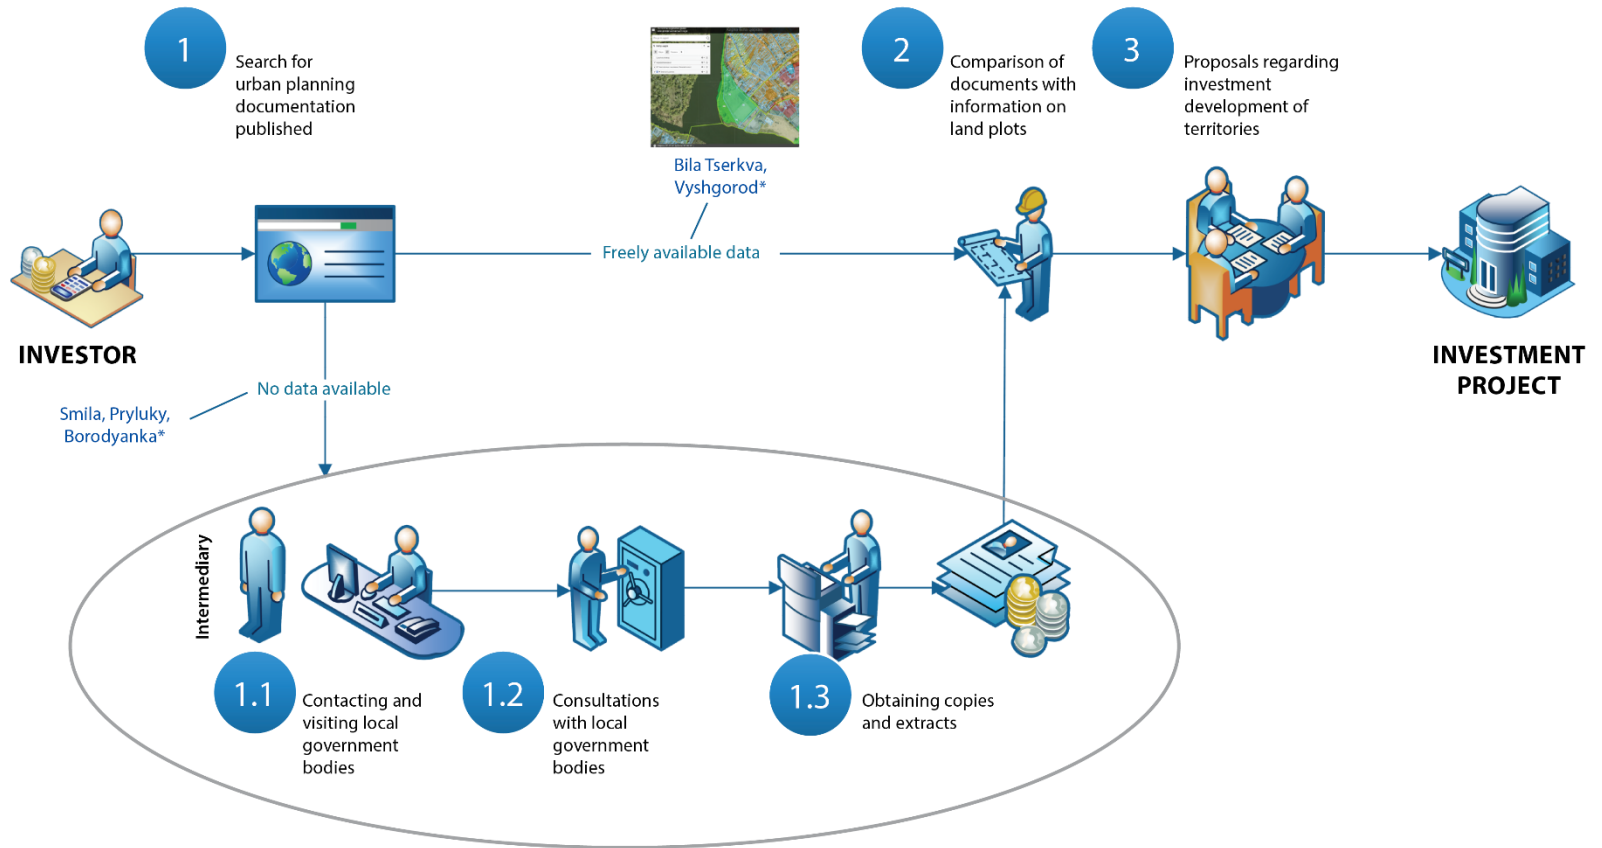 1
Search for
urban planning
documentation
published
2
Comparison of
documents with
information on
land plots
3
Proposals regarding
investment
development of
territories
Bila Tserkva,
Vyshgorod*
Freely available data
INVESTOR
INVESTMENT
PROJECT
No data available
Smila, Pryluky,
Borodyanka*
Intermediary
1.1
Contacting and
visiting local
government
bodies
1.2
Consultations
with local
government
bodies
1.3
Obtaining copies
and extracts